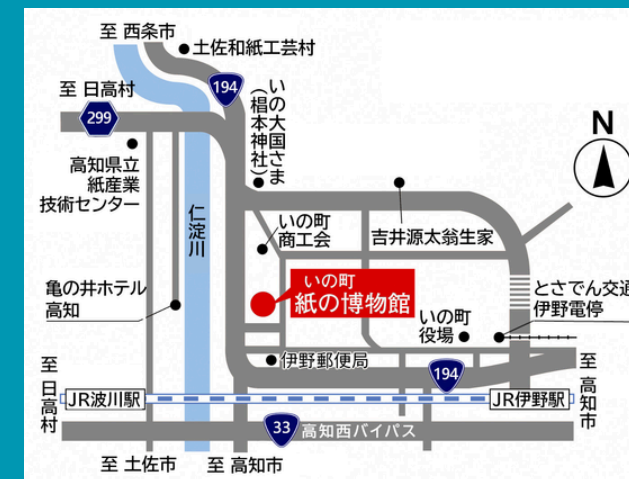 至 西条市
土佐和紙工芸村
至 日高村
194
299
いの大国さま
（椙本神社）
N
高知県立
紙産業
技術センター
仁淀川
いの町
商工会
吉井源太翁生家
亀の井ホテル
高知
いの町
紙の博物館
とさでん交通
伊野電停
いの町
役場
伊野郵便局
194
至 日高村
JR波川駅
JR伊野駅
至 高知市
33
高知西バイパス
至 土佐市
至 高知市